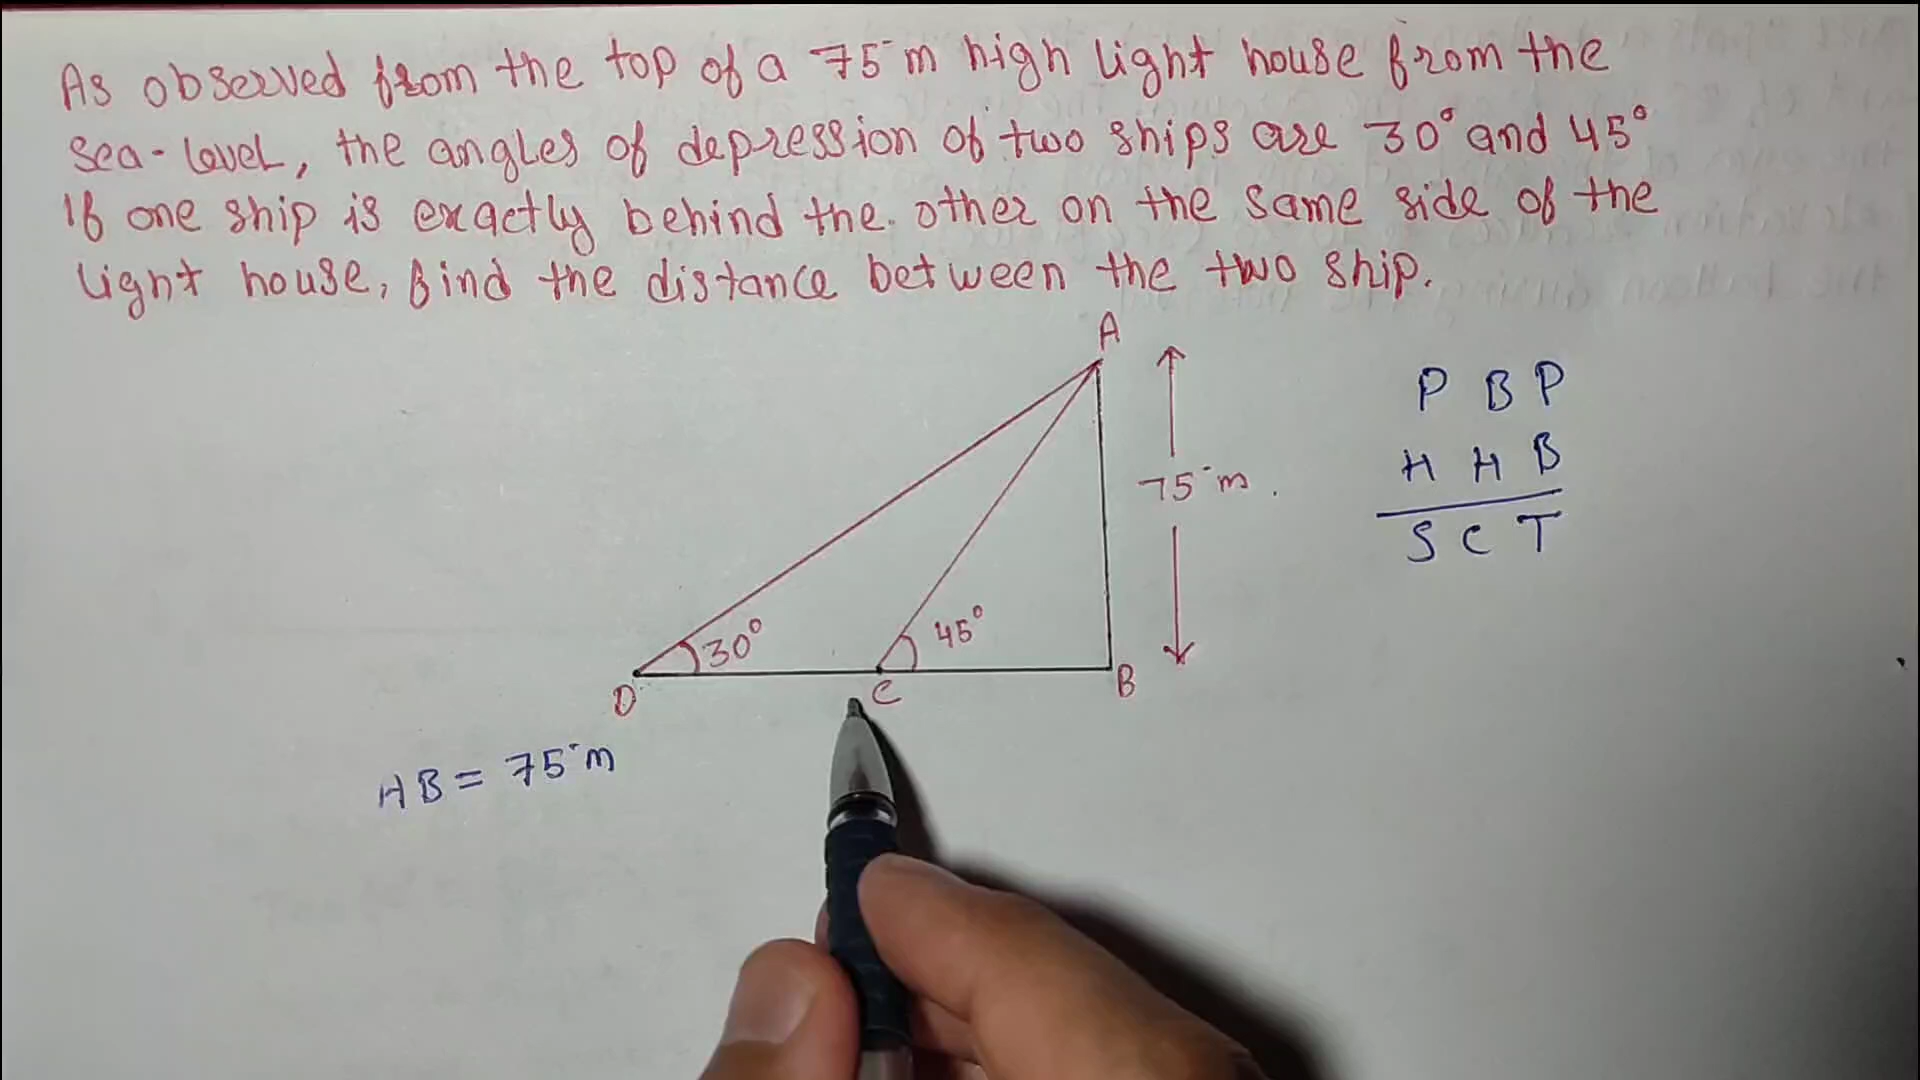 As observed from the top of a 75 m high light house from the
sea-level, the angles of depression of two ships are 30° and 45°
If one ship is exactly behind the other on the same side of the
light house, find the distance between the two ship.
A
P B P
H H B
75 m.
S C T
30°
45°
D
C
B
AB = 75 m